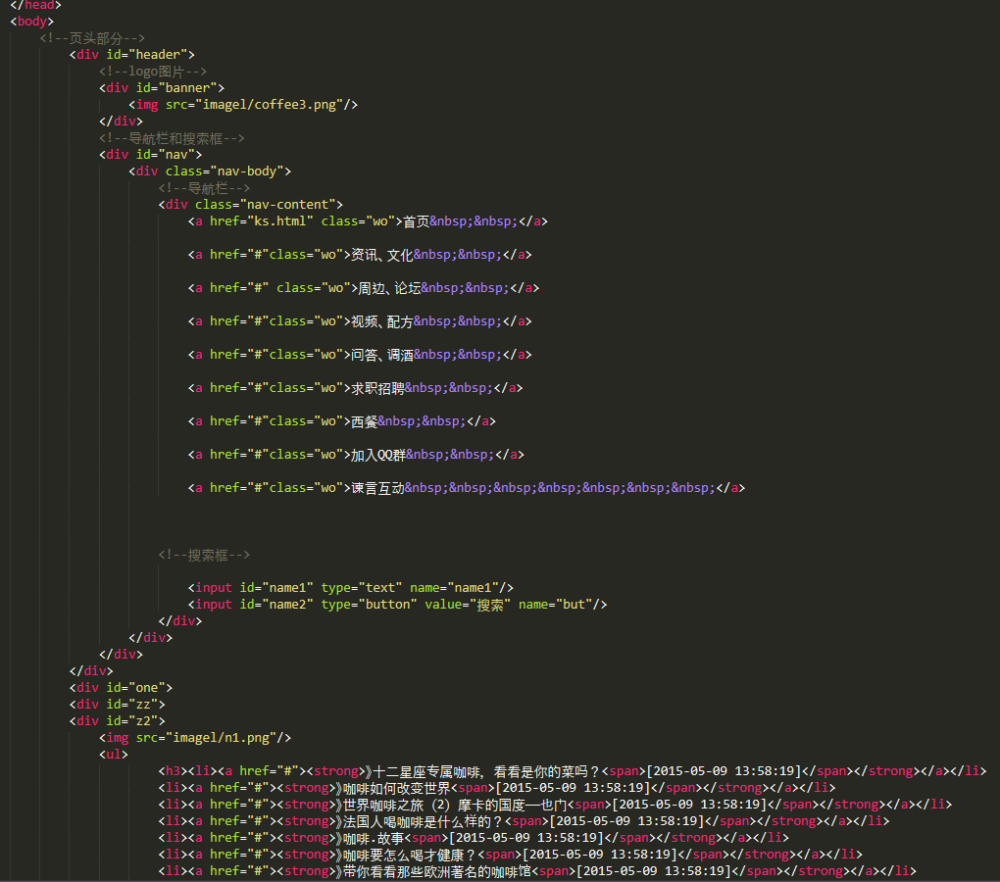 </head>
<body>
<!--页头部分-->
<div id="header">
<!--logo图片-->
<div id="banner">
<img src="imagel/coffee3.png"/>
</div>
<!--导航栏和搜索框-->
<div id="nav">
<div class="nav-body">
<!--导航栏-->
<div class="nav-content">
<a href="ks.html" class="wo">首页&nbsp;&nbsp;</a>
<a href="#"class="wo">资讯、文化&nbsp;&nbsp;</a>
<a href="#" class="wo">周边、论坛&nbsp;&nbsp;</a>
<a href="#"class="wo">视频、配方&nbsp;&nbsp;</a>
<a href="#"class="wo">问答、调酒&nbsp;&nbsp;</a>
<a href="#"class="wo">求职招聘&nbsp;&nbsp;</a>
<a href="#"class="wo">西餐&nbsp;&nbsp;</a>
<a href="#"class="wo">加入QQ群&nbsp;&nbsp;</a>
<a href="#"class="wo">谏言互动&nbsp;&nbsp;&nbsp;&nbsp;&nbsp;&nbsp;&nbsp;</a>
<!--搜索框-->
<input id="name1" type="text" name="name1"/>
<input id="name2" type="button" value="搜索" name="but"/>
</div>
</div>
</div>
</div>
<div id="one">
<div id="zz">
<div id="z2">
<img src="imagel/n1.png"/>
<ul>
<h3><li><a href="#"><strong>》十二星座专属咖啡, 看看是你的菜吗？<span>[2015-05-09 13:58:19]</span></strong></a></li>
<li><a href="#"><strong>》咖啡如何改变世界<span>[2015-05-09 13:58:19]</span></strong></a></li>
<li><a href="#"><strong>》世界咖啡之旅（2）摩卡的国度——也门<span>[2015-05-09 13:58:19]</span></strong></a></li>
<li><a href="#"><strong>》法国人喝咖啡是什么样的？<span>[2015-05-09 13:58:19]</span></strong></a></li>
<li><a href="#"><strong>》咖啡.故事<span>[2015-05-09 13:58:19]</span></strong></a></li>
<li><a href="#"><strong>》咖啡要怎么喝才健康？<span>[2015-05-09 13:58:19]</span></strong></a></li>
<li><a href="#"><strong>》带你看看那些欧洲著名的咖啡馆<span>[2015-05-09 13:58:19]</span></strong></a></li>